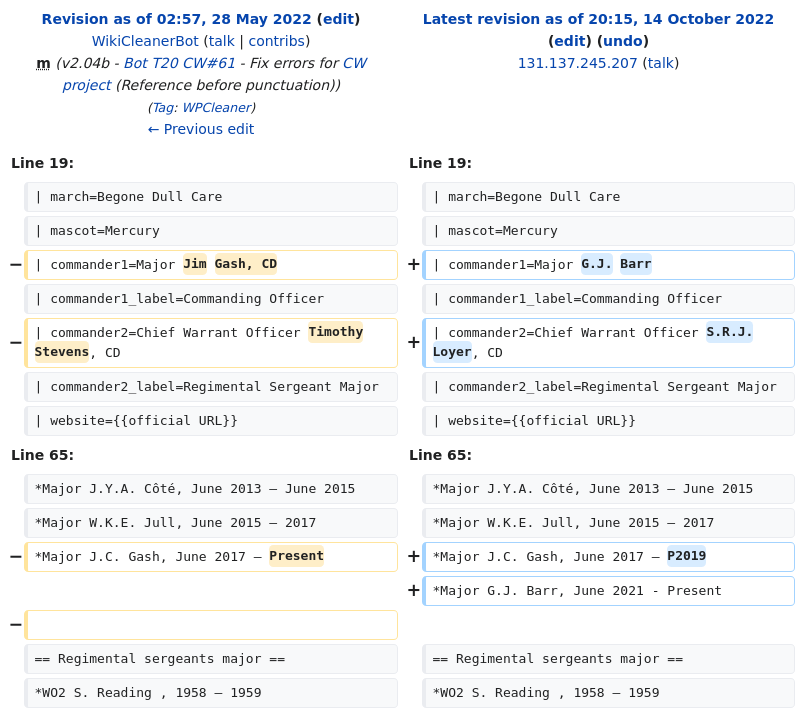 Revision as of 02:57, 28 May 2022 (edit)
WikiCleanerBot (talk | contribs)
m (v2.04b - Bot T20 CW#61 - Fix errors for CW
project (Reference before punctuation))
(Tag: WPCleaner)
← Previous edit
Latest revision as of 20:15, 14 October 2022
(edit) (undo)
131.137.245.207 (talk)
Line 19:
Line 19:
| march=Begone Dull Care
| march=Begone Dull Care
| mascot=Mercury
| mascot=Mercury
− | commander1=Major Jim Gash, CD
+ | commander1=Major G.J. Barr
| commander1_label=Commanding Officer
| commander1_label=Commanding Officer
− | commander2=Chief Warrant Officer Timothy
Stevens, CD
+ | commander2=Chief Warrant Officer S.R.J.
Loyer, CD
| commander2_label=Regimental Sergeant Major
| commander2_label=Regimental Sergeant Major
| website={{official URL}}
| website={{official URL}}
Line 65:
Line 65:
*Major J.Y.A. Côté, June 2013 – June 2015
*Major J.Y.A. Côté, June 2013 – June 2015
*Major W.K.E. Jull, June 2015 – 2017
*Major W.K.E. Jull, June 2015 – 2017
− *Major J.C. Gash, June 2017 – Present
+ *Major J.C. Gash, June 2017 – P2019
+ *Major G.J. Barr, June 2021 - Present
−
== Regimental sergeants major ==
== Regimental sergeants major ==
*WO2 S. Reading , 1958 – 1959
*WO2 S. Reading , 1958 – 1959